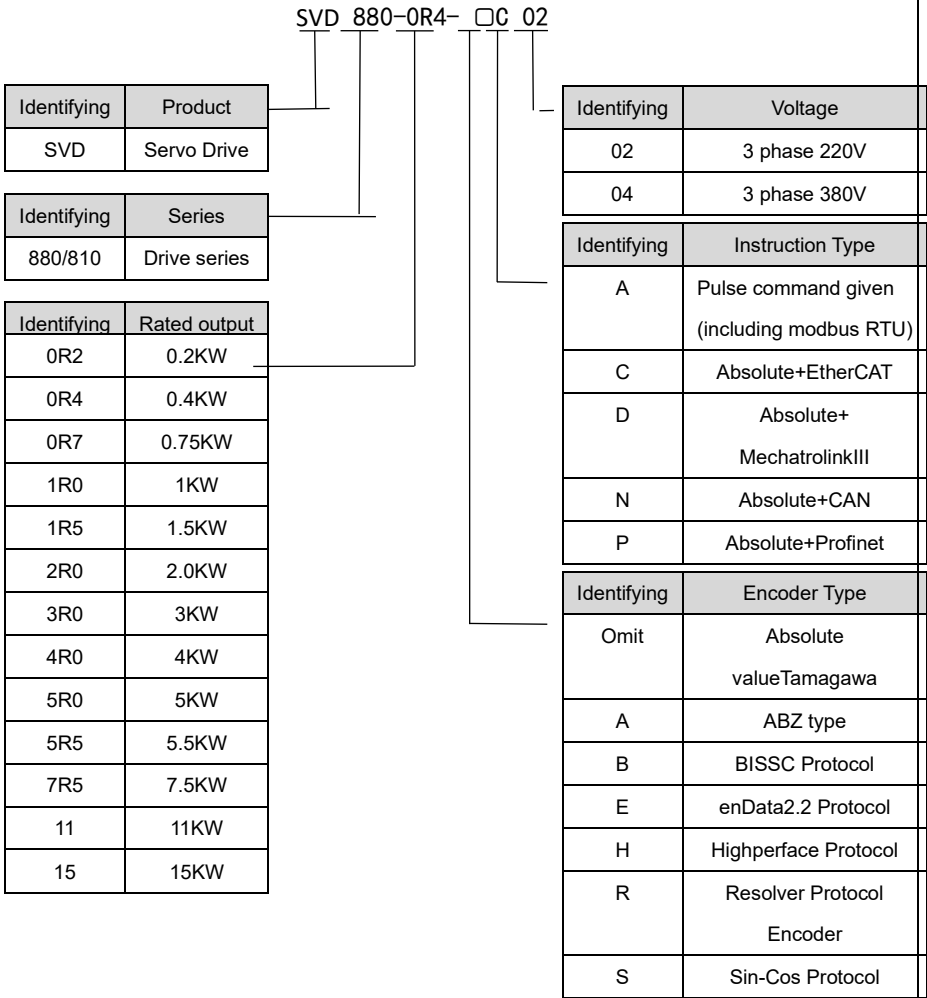 SVD 880-0R4- □C 02
Identifying Product
SVD Servo Drive
Identifying Series
880/810 Drive series
Identifying Rated output
0R2 0.2KW
0R4 0.4KW
0R7 0.75KW
1R0 1KW
1R5 1.5KW
2R0 2.0KW
3R0 3KW
4R0 4KW
5R0 5KW
5R5 5.5KW
7R5 7.5KW
11 11KW
15 15KW
Identifying Voltage
02 3 phase 220V
04 3 phase 380V
Identifying Instruction Type
A Pulse command given
(including modbus RTU)
C Absolute+EtherCAT
D Absolute+
MechatrolinkIII
N Absolute+CAN
P Absolute+Profinet
Identifying Encoder Type
Omit Absolute
valueTamagawa
A ABZ type
B BISSC Protocol
E enData2.2 Protocol
H Highperface Protocol
R Resolver Protocol
Encoder
S Sin-Cos Protocol